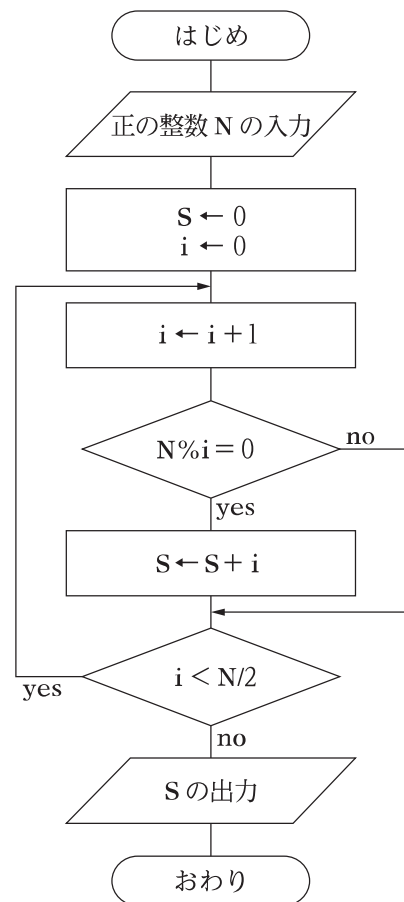 はじめ
正の整数 N の入力
S ← 0
i ← 0
i ← i + 1
N%i = 0
no
yes
S ← S + i
i < N/2
yes
no
S の出力
おわり